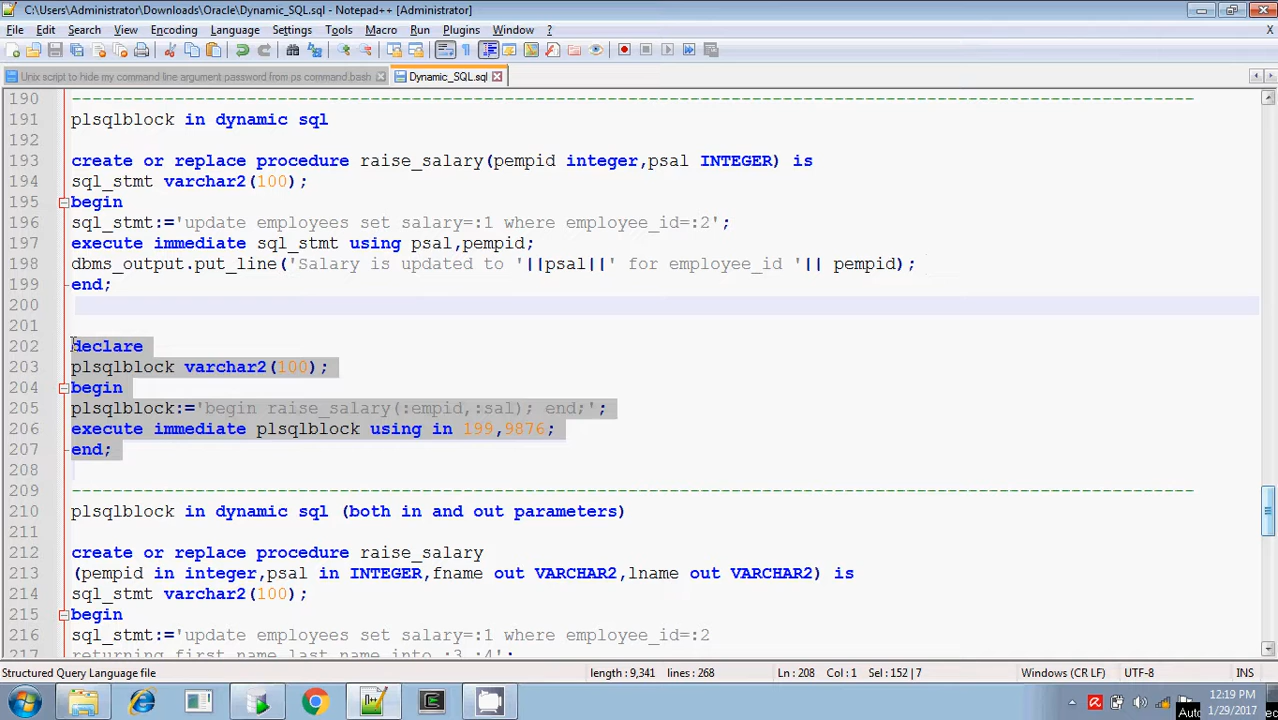 C:\Users\Administrator\Downloads\Oracle\Dynamic_SQL.sql - Notepad++ [Administrator]
File Edit Search View Encoding Language Settings Tools Macro Run Plugins Window ?
X
Unix script to hide my command line argument password from ps command.bash
Dynamic_SQL.sql
190 ----------------------------------------------------------------------------------------------------------------
191 plsqlblock in dynamic sql
192
193 create or replace procedure raise_salary(pempid integer,psal INTEGER) is
194 sql_stmt varchar2(100);
195 begin
196 sql_stmt:='update employees set salary=:1 where employee_id=:2';
197 execute immediate sql_stmt using psal,pempid;
198 dbms_output.put_line('Salary is updated to '||psal||' for employee_id '|| pempid);
199 end;
200
201
202 declare
203 plsqlblock varchar2(100);
204 begin
205 plsqlblock:='begin raise_salary(:empid,:sal); end;';
206 execute immediate plsqlblock using in 199,9876;
207 end;
208
209 ----------------------------------------------------------------------------------------------------------------
210 plsqlblock in dynamic sql (both in and out parameters)
211
212 create or replace procedure raise_salary
213 (pempid in integer,psal in INTEGER,fname out VARCHAR2,lname out VARCHAR2) is
214 sql_stmt varchar2(100);
215 begin
216 sql_stmt:='update employees set salary=:1 where employee_id=:2
217 returning first_name,last_name into :3,:4';
Structured Query Language file length : 9,341 lines : 268 Ln : 208 Col : 1 Sel : 152 | 7 Windows (CR LF) UTF-8 INS
12:19 PM
1/29/2017